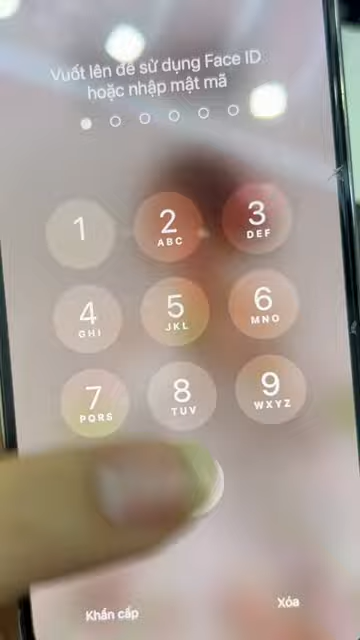 Vuốt lên để sử dụng Face ID
hoặc nhập mật mã
1
2
ABC
3
DEF
4
GHI
5
JKL
6
MNO
7
PQRS
8
TUV
9
WXYZ
Khẩn cấp
Xóa